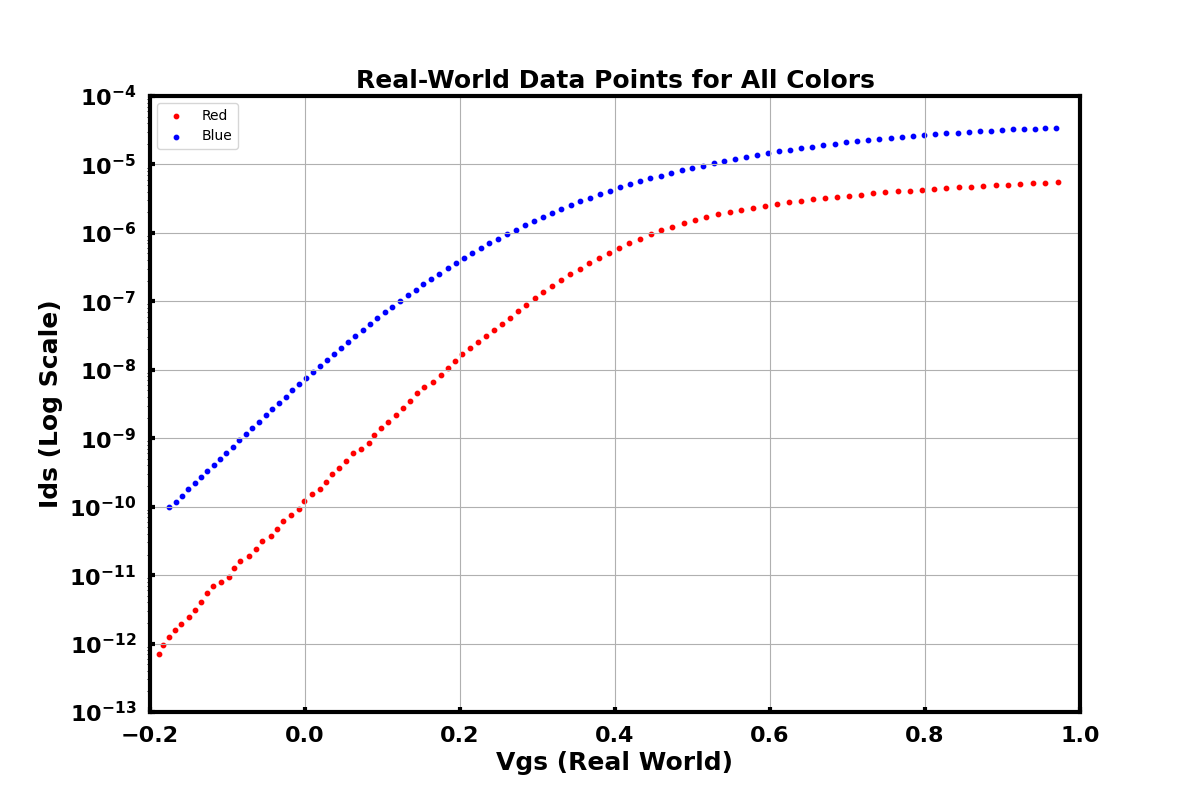 Real-World Data Points for All Colors
Red
Blue
10⁻⁴
10⁻⁵
10⁻⁶
10⁻⁷
10⁻⁸
10⁻⁹
10⁻¹⁰
10⁻¹¹
10⁻¹²
10⁻¹³
Ids (Log Scale)
−0.2 0.0 0.2 0.4 0.6 0.8 1.0
Vgs (Real World)